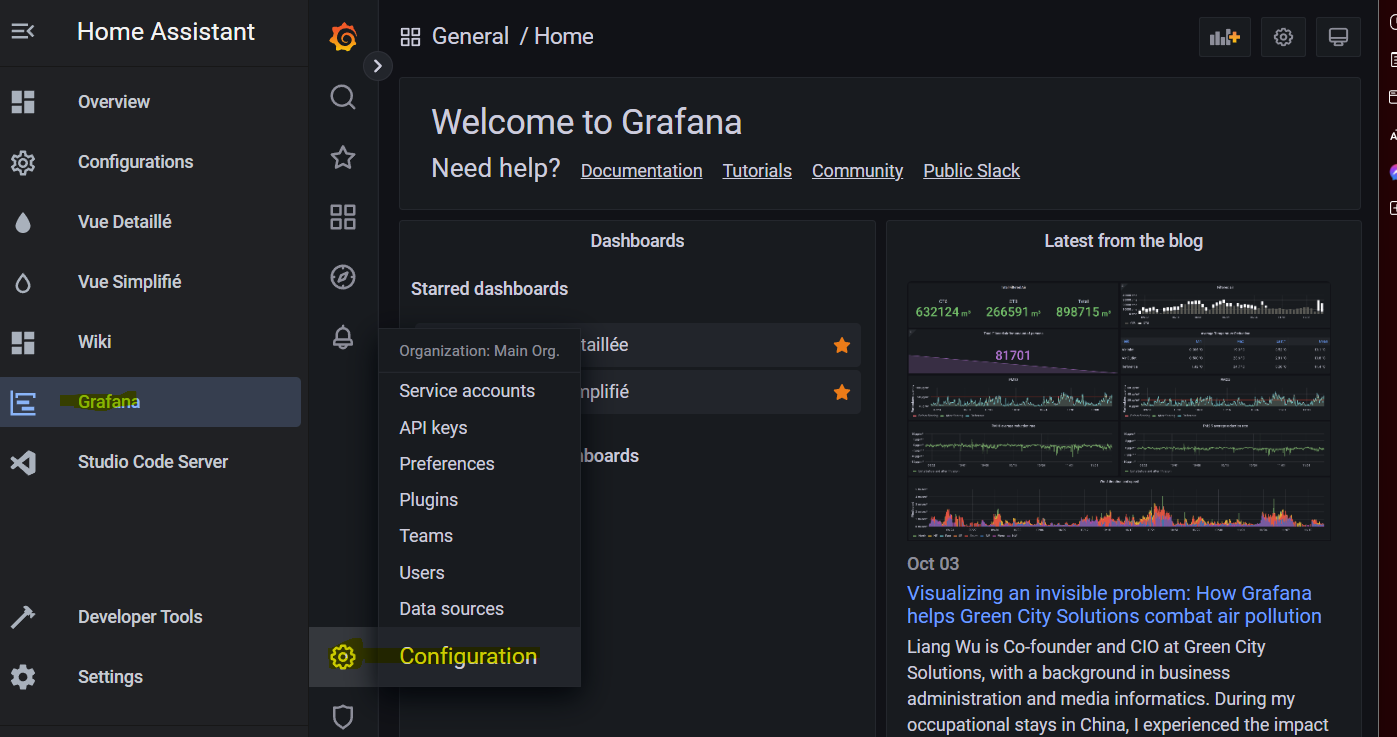 Home Assistant
Overview
Configurations
Vue Detaillé
Vue Simplifié
Wiki
Grafana
Studio Code Server
Developer Tools
Settings
General / Home
Welcome to Grafana
Need help? Documentation Tutorials Community Public Slack
Dashboards
Starred dashboards
taillée
mplifié
boards
Organization: Main Org.
Service accounts
API keys
Preferences
Plugins
Teams
Users
Data sources
Configuration
Latest from the blog
632124 m³ 266591 m³ 898715 m³
81701
Oct 03
Visualizing an invisible problem: How Grafana
helps Green City Solutions combat air pollution
Liang Wu is Co-founder and CIO at Green City
Solutions, with a background in business
administration and media informatics. During my
occupational stays in China, I experienced the impact